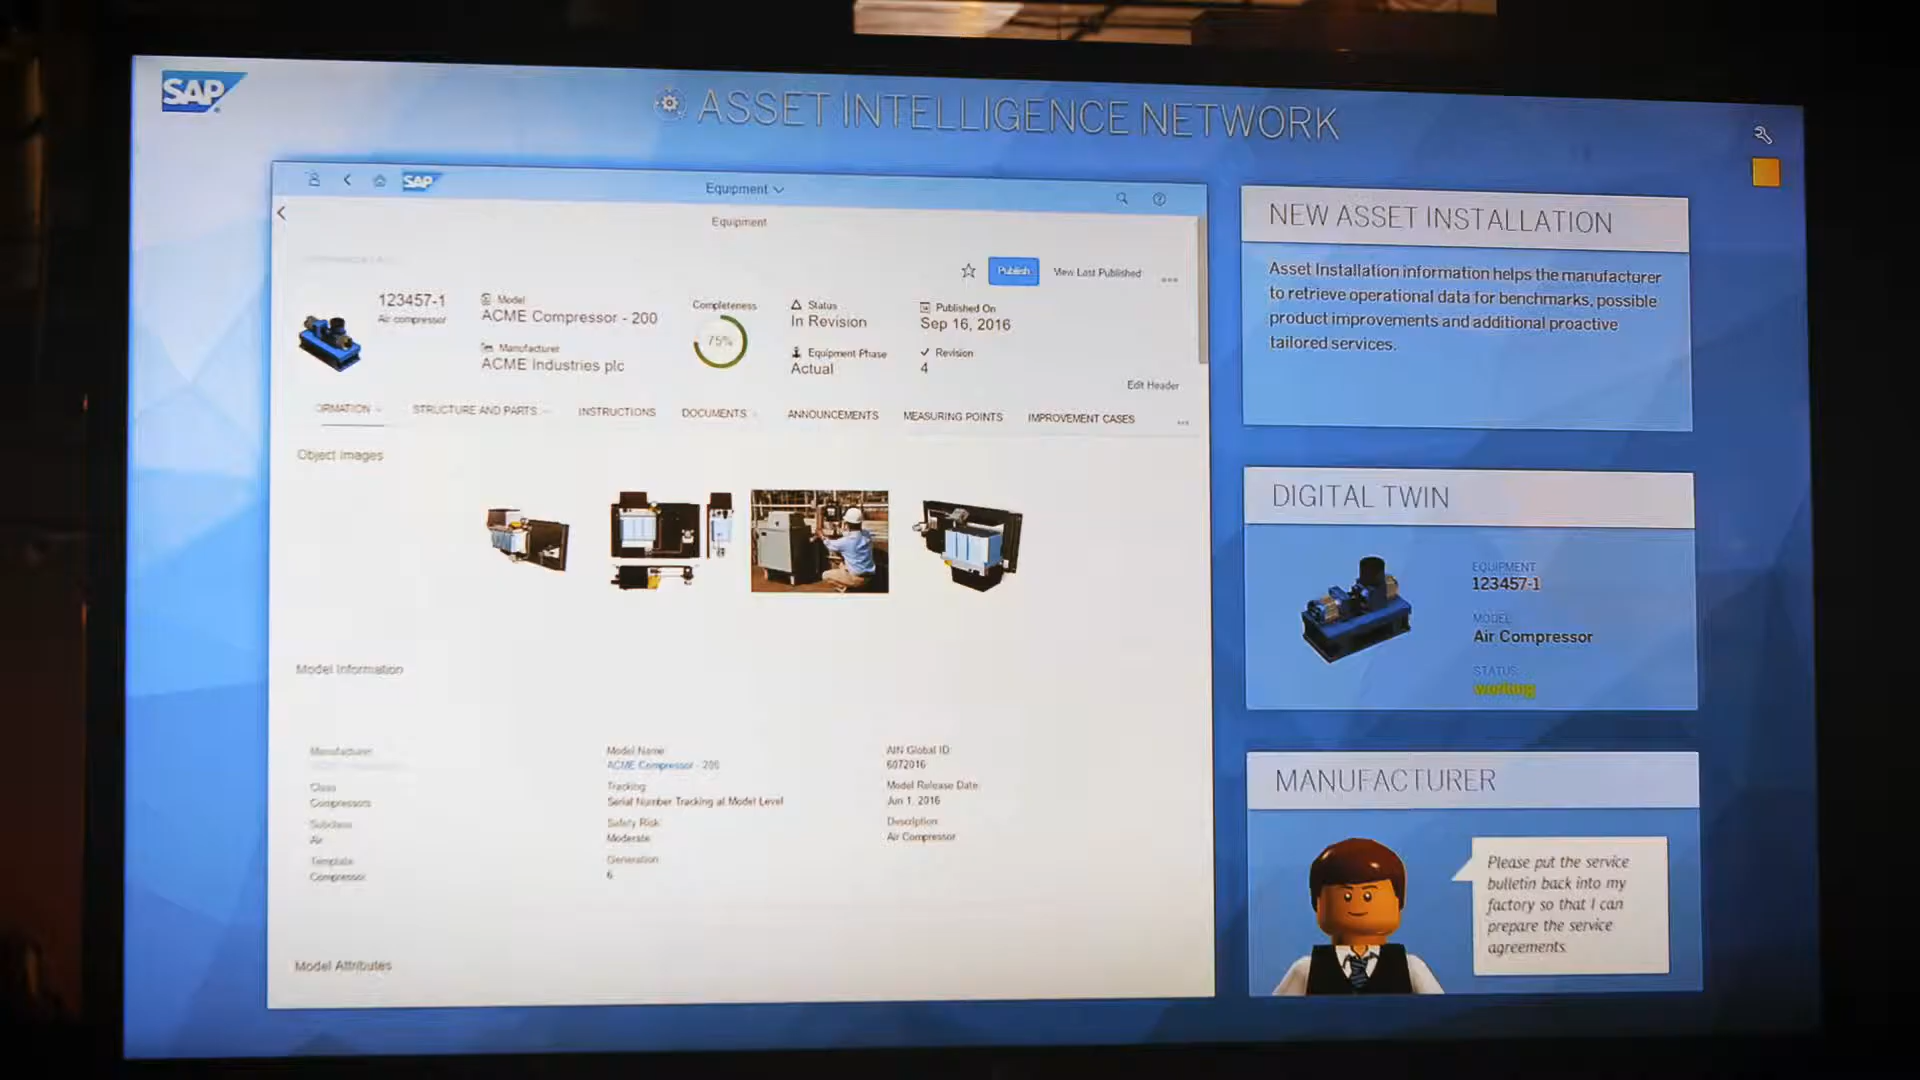 SAP
ASSET INTELLIGENCE NETWORK
SAP
Equipment
Equipment
Publish
View Last Published
123457-1
Air compressor
Model
ACME Compressor - 200
Manufacturer
ACME Industries plc
Completeness
75%
Status
In Revision
Equipment Phase
Actual
Published On
Sep 16, 2016
Revision
4
Edit Header
ORMATION
STRUCTURE AND PARTS
INSTRUCTIONS
DOCUMENTS
ANNOUNCEMENTS
MEASURING POINTS
IMPROVEMENT CASES
Object Images
Model Information
Manufacturer
Class
Compressors
Subclass
Air
Template
Compressor
Model Name
ACME Compressor - 200
Tracking
Serial Number Tracking at Model Level
Safety Risk
Moderate
Generation
6
AIN Global ID
6072016
Model Release Date
Jun 1, 2016
Description
Air Compressor
Model Attributes
NEW ASSET INSTALLATION
Asset Installation information helps the manufacturer
to retrieve operational data for benchmarks, possible
product improvements and additional proactive
tailored services.
DIGITAL TWIN
EQUIPMENT
123457-1
MODEL
Air Compressor
STATUS
working
MANUFACTURER
Please put the service
bulletin back into my
factory so that I can
prepare the service
agreements.